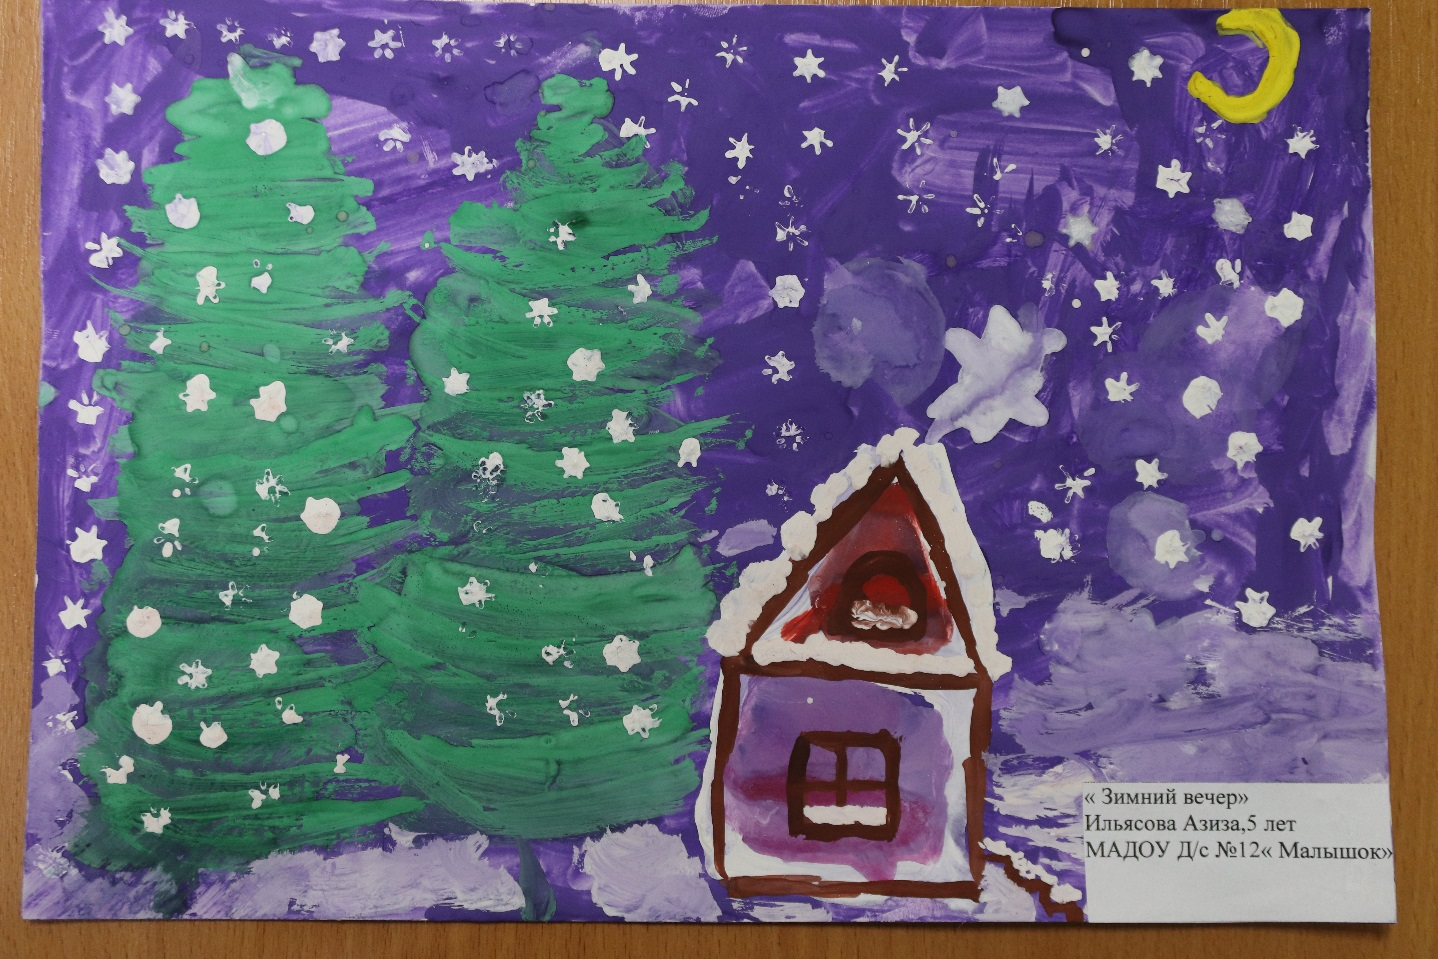 « Зимний вечер»
Ильясова Азиза,5 лет
МАДОУ Д/с №12« Малышок»